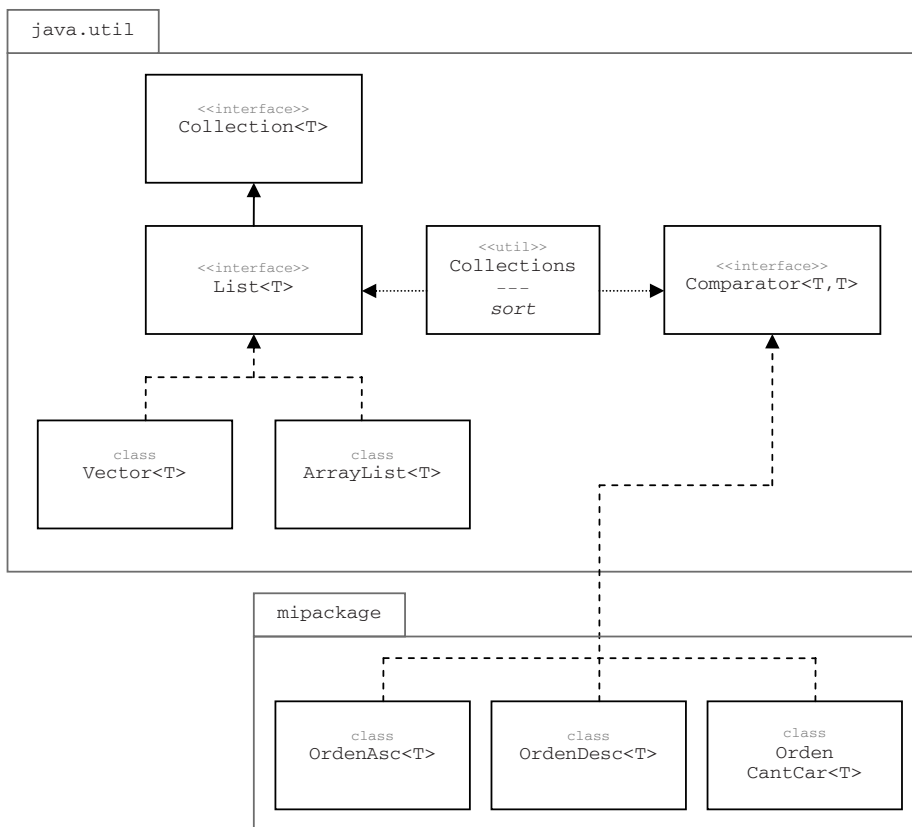 java.util
<<interface>>
Collection<T>
<<interface>>
List<T>
<<util>>
Collections
---
sort
<<interface>>
Comparator<T,T>
class
Vector<T>
class
ArrayList<T>
mipackage
class
OrdenAsc<T>
class
OrdenDesc<T>
class
Orden
CantCar<T>